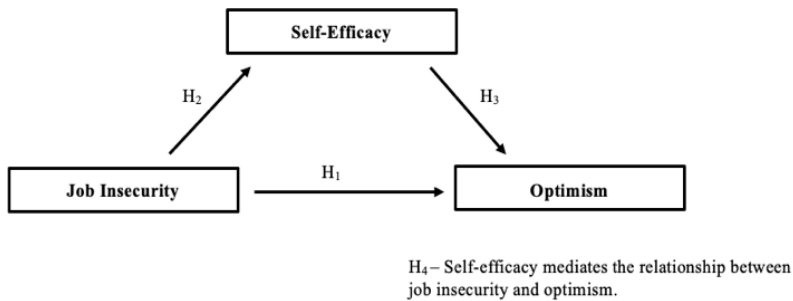 Self-Efficacy
H₂
H₃
H₁
Job Insecurity
Optimism
H₄– Self-efficacy mediates the relationship between
job insecurity and optimism.